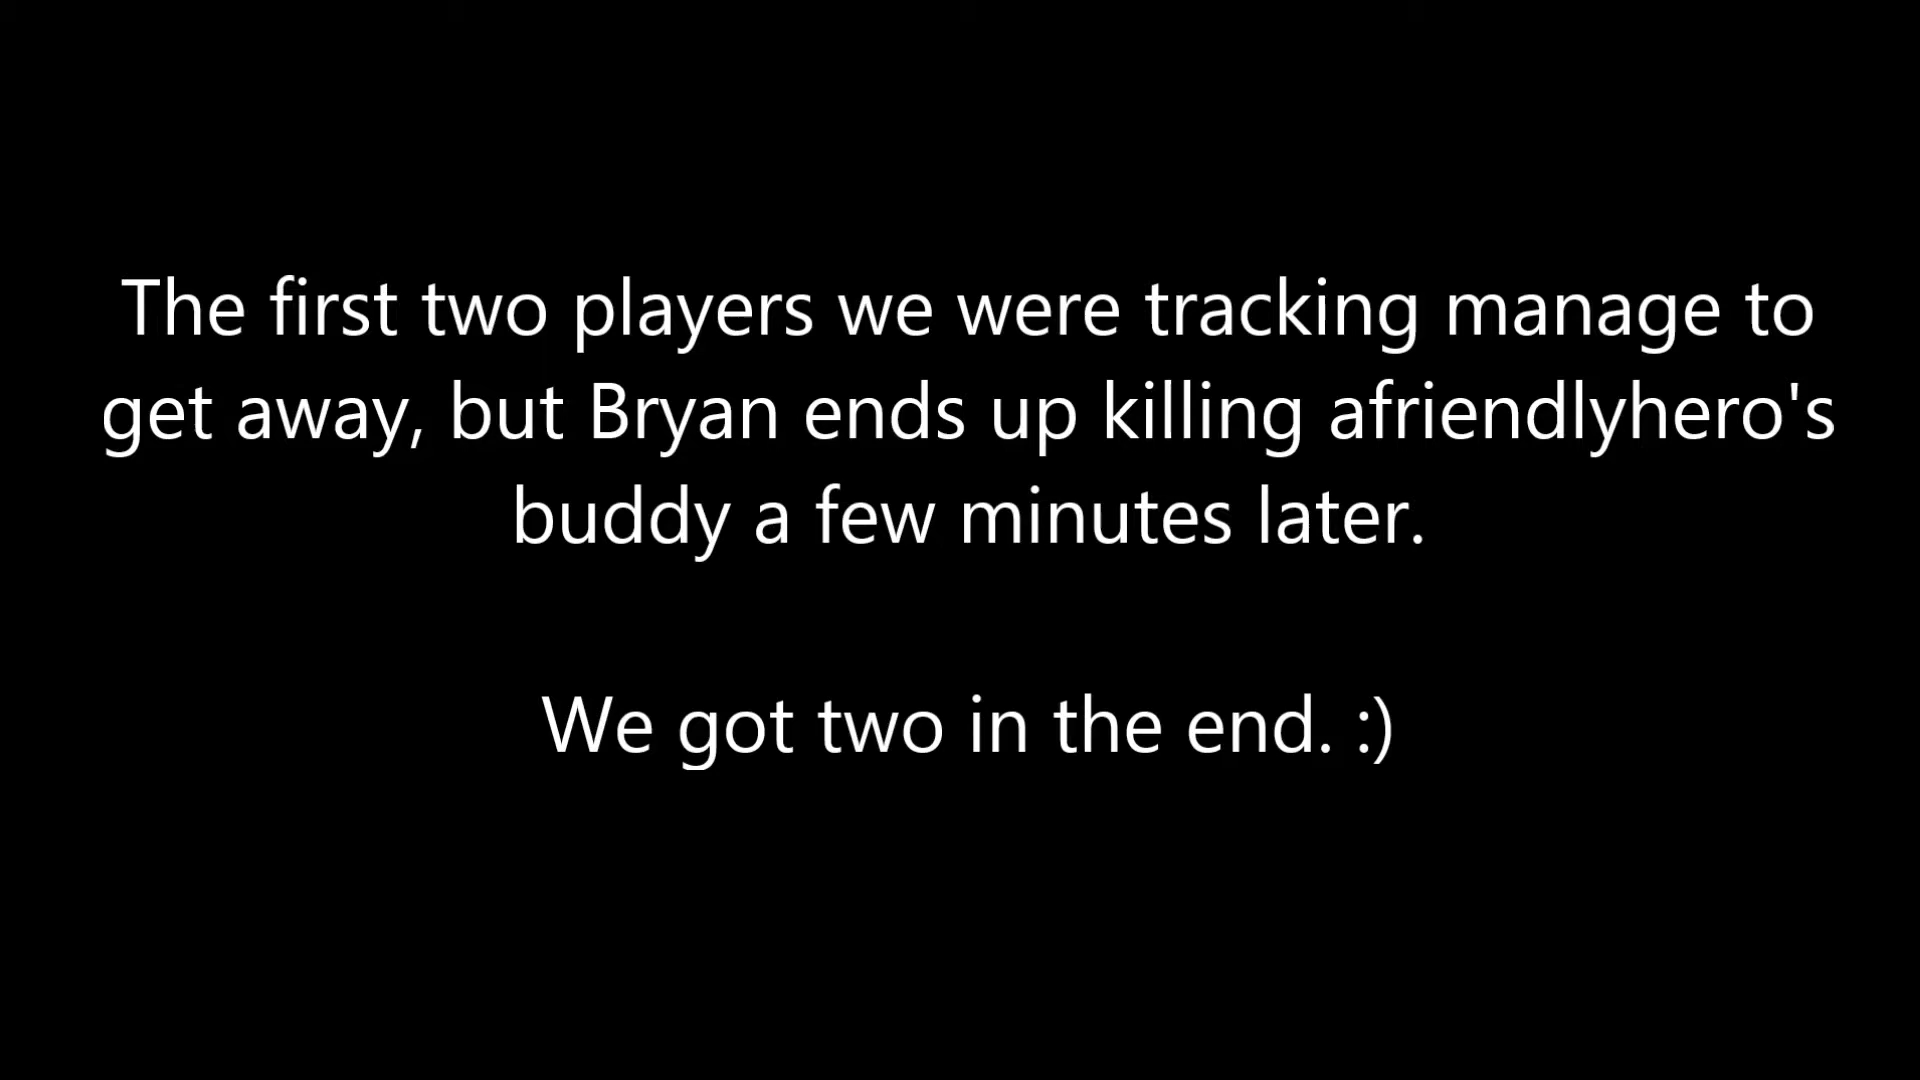 The first two players we were tracking manage to
get away, but Bryan ends up killing afriendlyhero's
buddy a few minutes later.
We got two in the end. :)